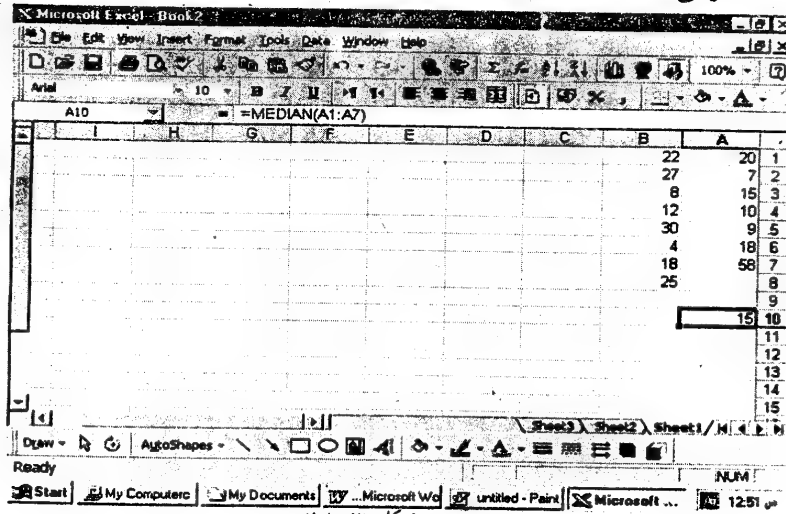 Microsoft Excel - Book2
File Edit View Insert Format Tools Data Window Help
100%
Arial 10 B I U
A10 = =MEDIAN(A1:A7)
I H G F E D C B A
22 20 1
27 7 2
8 15 3
12 10 4
30 9 5
4 18 6
18 58 7
25 8
9
15 10
11
12
13
14
15
Sheet3 Sheet2 Sheet1
Draw AutoShapes
Ready
NUM
Start My Computerc My Documents ...Microsoft Wo untitled - Paint Microsoft ... 12:51